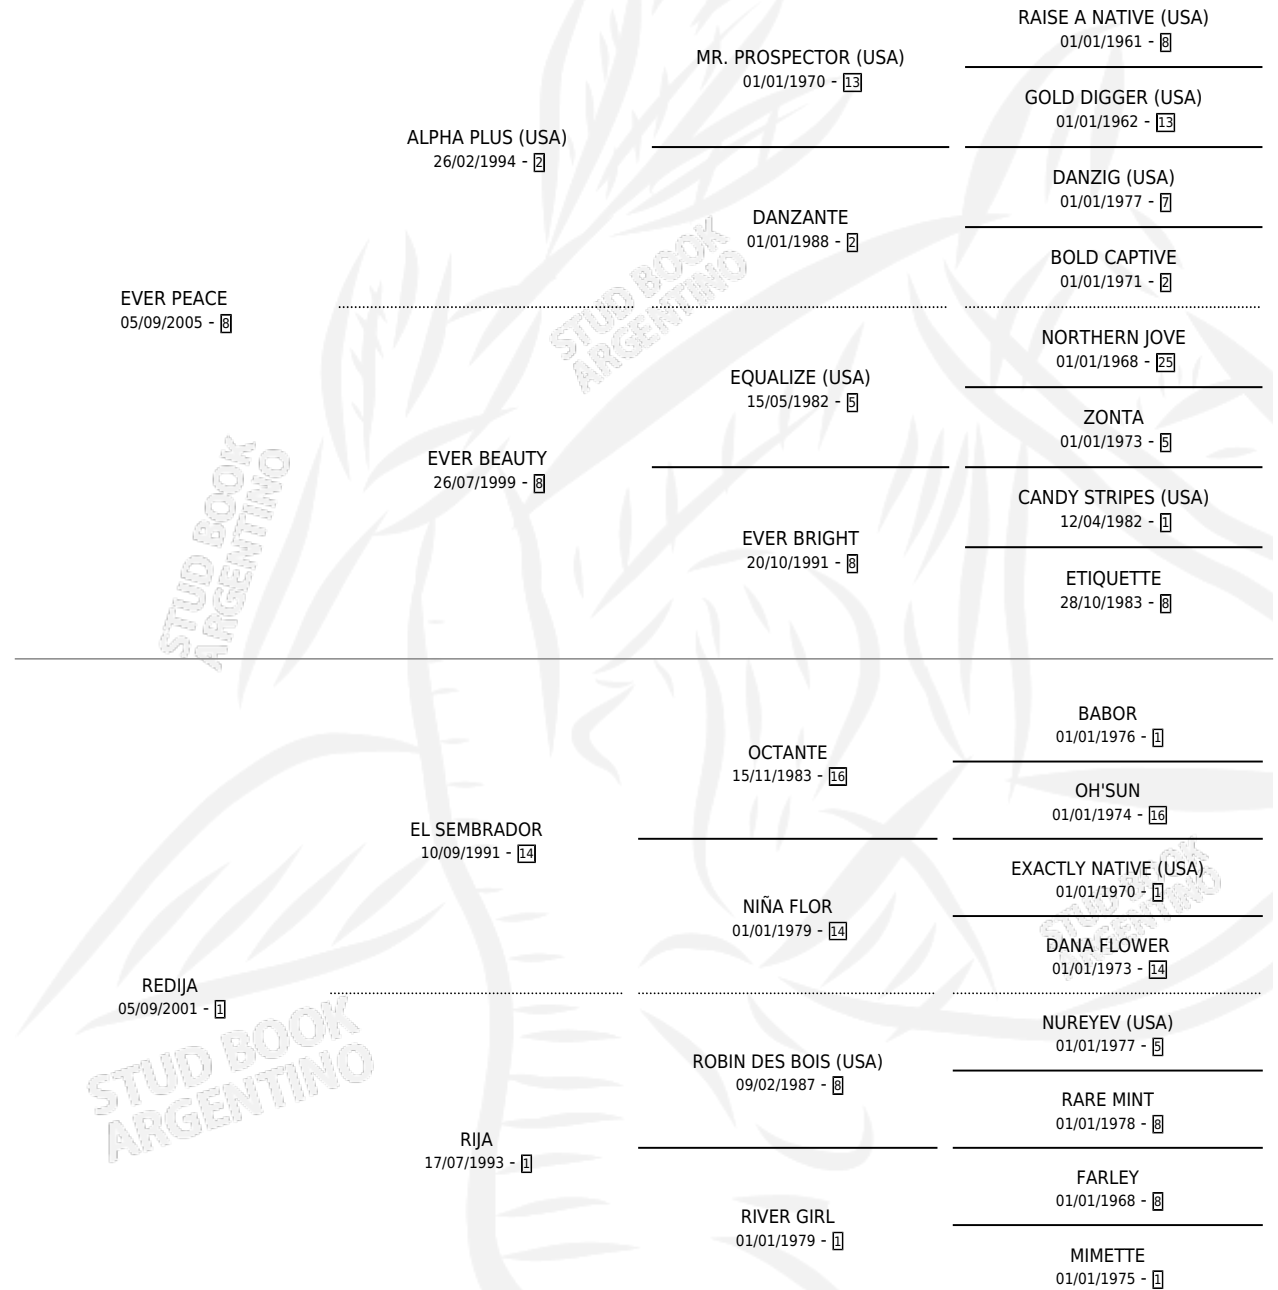 RAISE A NATIVE (USA)
01/01/1961 - 8
MR. PROSPECTOR (USA)
01/01/1970 - 13
GOLD DIGGER (USA)
01/01/1962 - 13
ALPHA PLUS (USA)
26/02/1994 - 2
DANZIG (USA)
01/01/1977 - 7
DANZANTE
01/01/1988 - 2
BOLD CAPTIVE
01/01/1971 - 2
EVER PEACE
05/09/2005 - 8
NORTHERN JOVE
01/01/1968 - 25
EQUALIZE (USA)
15/05/1982 - 5
ZONTA
01/01/1973 - 5
EVER BEAUTY
26/07/1999 - 8
CANDY STRIPES (USA)
12/04/1982 - 1
EVER BRIGHT
20/10/1991 - 8
ETIQUETTE
28/10/1983 - 8
STUD BOOK
ARGENTINO
STUD BOOK
ARGENTINO
BABOR
01/01/1976 - 1
OCTANTE
15/11/1983 - 16
OH'SUN
01/01/1974 - 16
EL SEMBRADOR
10/09/1991 - 14
EXACTLY NATIVE (USA)
01/01/1970 - 1
NIÑA FLOR
01/01/1979 - 14
DANA FLOWER
01/01/1973 - 14
REDIJA
05/09/2001 - 1
NUREYEV (USA)
01/01/1977 - 5
ROBIN DES BOIS (USA)
09/02/1987 - 8
RARE MINT
01/01/1978 - 8
RIJA
17/07/1993 - 1
FARLEY
01/01/1968 - 8
RIVER GIRL
01/01/1979 - 1
MIMETTE
01/01/1975 - 1
STUD BOOK
ARGENTINO
STUD BOOK
ARGENTINO